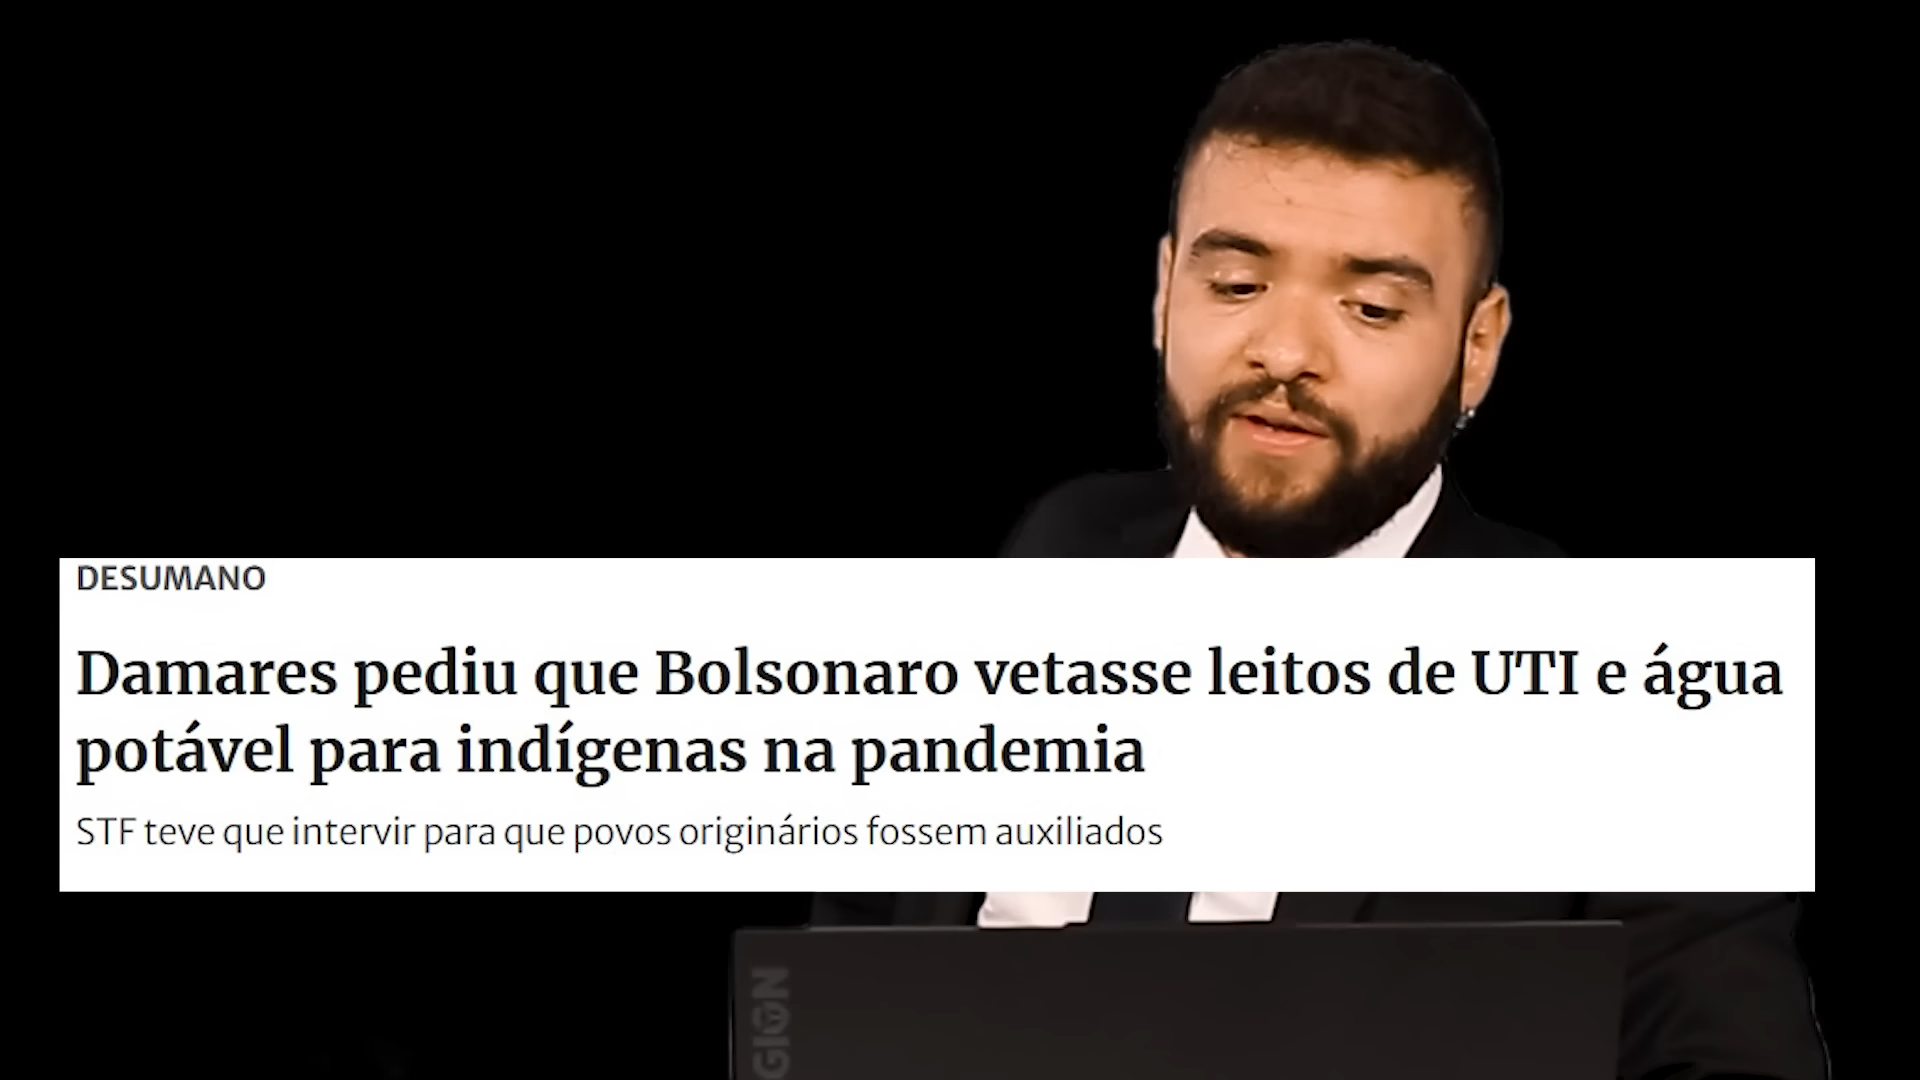 DESUMANO
Damares pediu que Bolsonaro vetasse leitos de UTI e água
potável para indígenas na pandemia
STF teve que intervir para que povos originários fossem auxiliados
GION